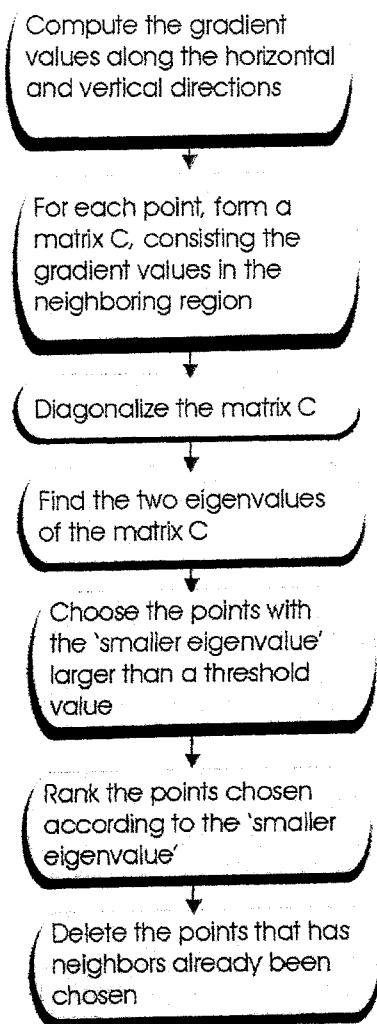 Compute the gradient
values along the horizontal
and vertical directions
For each point, form a
matrix C, consisting the
gradient values in the
neighboring region
Diagonalize the matrix C
Find the two eigenvalues
of the matrix C
Choose the points with
the 'smaller eigenvalue'
larger than a threshold
value
Rank the points chosen
according to the 'smaller
eigenvalue'
Delete the points that has
neighbors already been
chosen